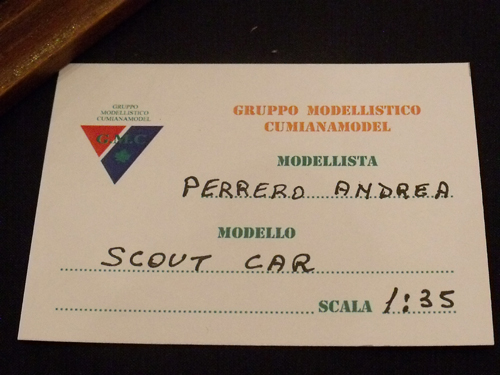 GRUPPO
MODELLISTICO
CUMIANAMODEL
G.M.C
GRUPPO MODELLISTICO
CUMIANAMODEL
MODELLISTA
PERRERO ANDREA
MODELLO
SCOUT CAR
SCALA 1:35